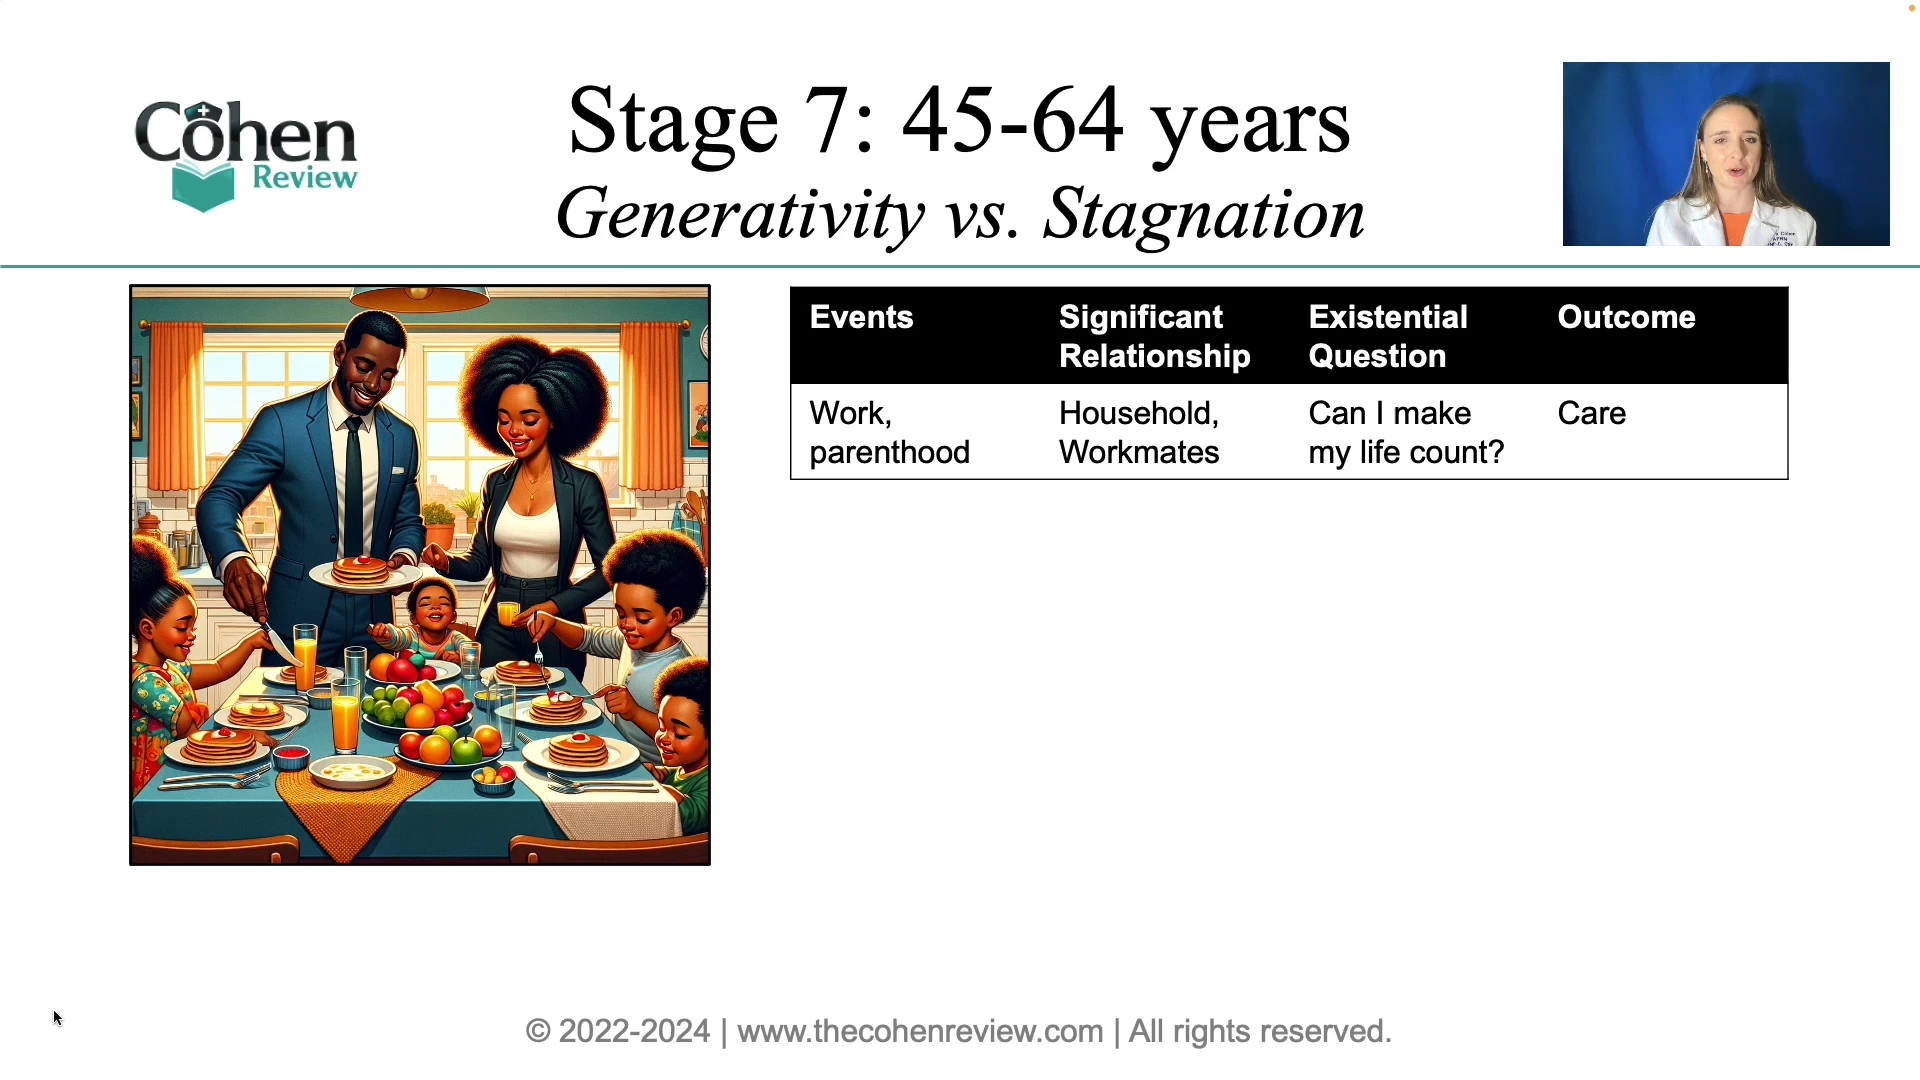 Cohen
Review
Stage 7: 45-64 years
Generativity vs. Stagnation
Events
Significant
Relationship
Existential
Question
Outcome
Work,
parenthood
Household,
Workmates
Can I make
my life count?
Care
© 2022-2024 | www.thecohenreview.com | All rights reserved.